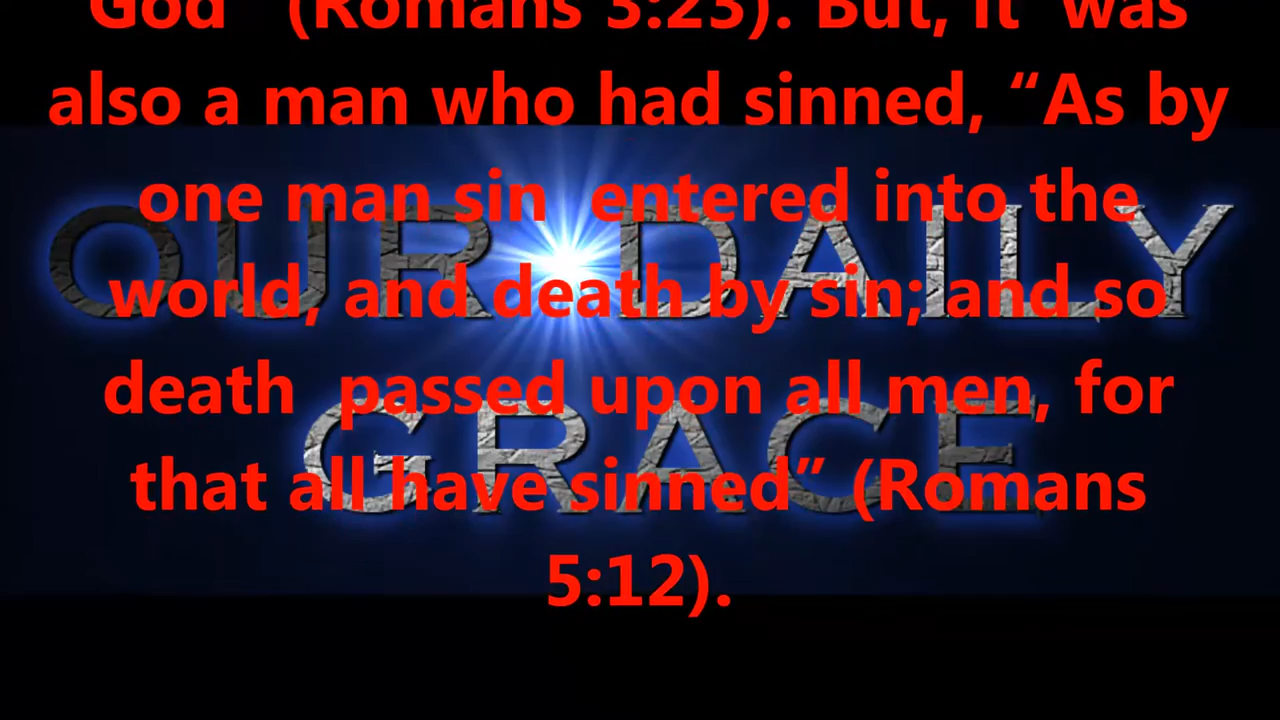 God” (Romans 3:23). But, it was
also a man who had sinned, “As by
one man sin entered into the
world, and death by sin; and so
death passed upon all men, for
that all have sinned” (Romans
5:12).
OUR DAILY
GRACE